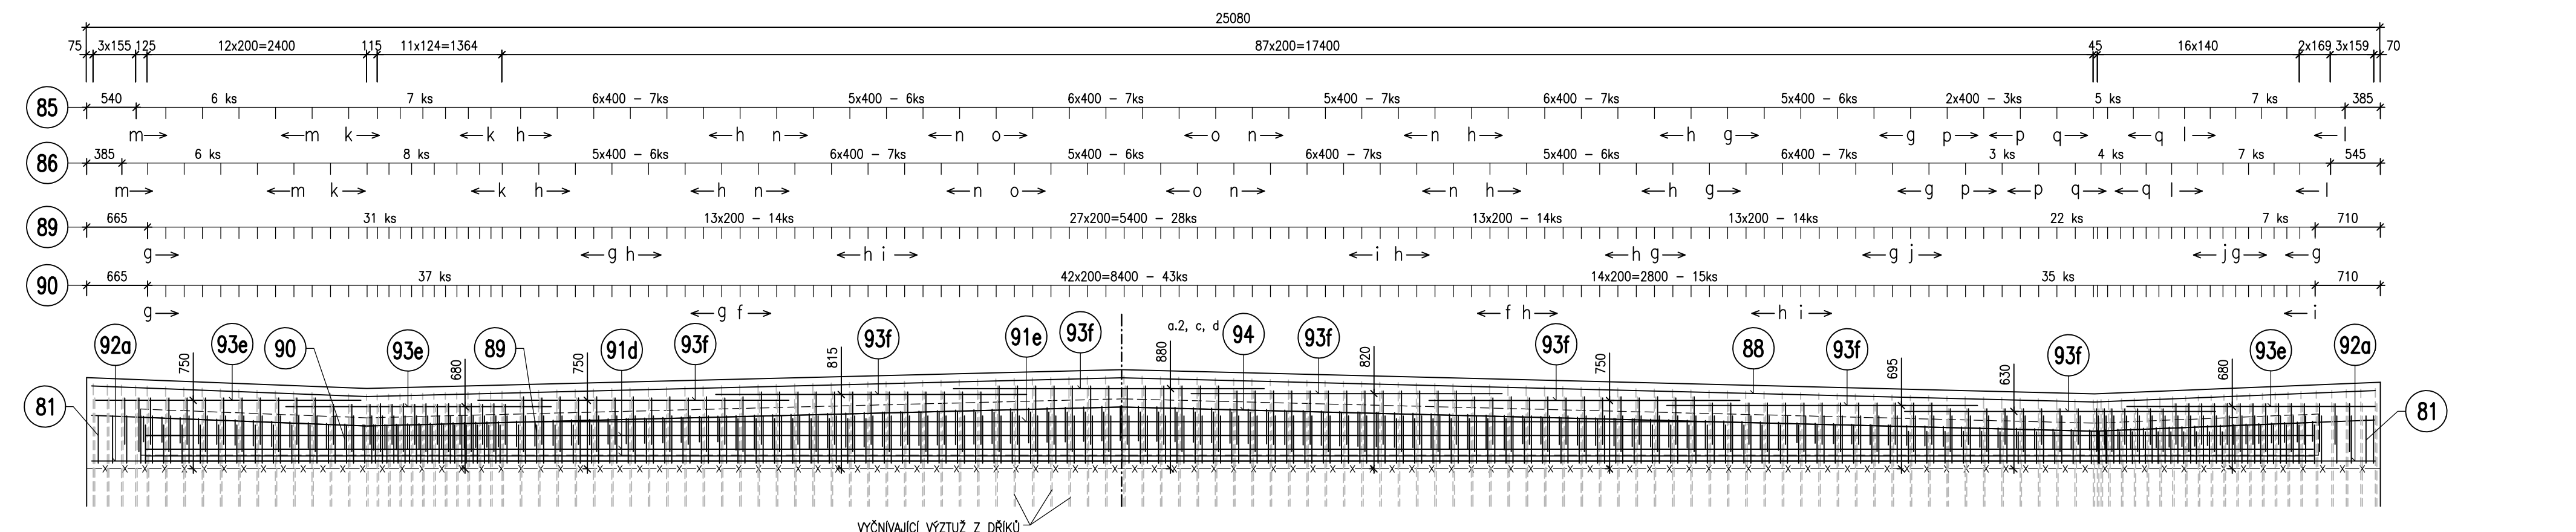 25080
75 3x155 125 12x200=2400 115 11x124=1364 87x200=17400 45 16x140 2x169 3x159 70
85 540 6 ks 7 ks 6x400 – 7ks 5x400 – 6ks 6x400 – 7ks 5x400 – 7ks 6x400 – 7ks 5x400 – 6ks 2x400 – 3ks 5 ks 7 ks 385
m m k k h h n n o o n n h h g g p p q q l l
86 385 6 ks 8 ks 5x400 – 6ks 6x400 – 7ks 5x400 – 6ks 6x400 – 7ks 5x400 – 6ks 6x400 – 7ks 3 ks 4 ks 7 ks 545
m m k k h h n n o o n n h h g g p p q q l l
89 665 31 ks 13x200 – 14ks 27x200=5400 – 28ks 13x200 – 14ks 13x200 – 14ks 22 ks 7 ks 710
g g h h i i h h g g j j g g
90 665 37 ks 42x200=8400 – 43ks 14x200=2800 – 15ks 35 ks 710
g g f f h h i i
92a 750 93e 90 93e 680 89 750 91d 93f 815 93f 91e 93f 880 a.2, c, d 94 93f 820 93f 750 88 93f 695 630 93f 680 93e 92a
81 81
VYČNÍVAJÍCÍ VÝZTUŽ Z DŘÍKŮ